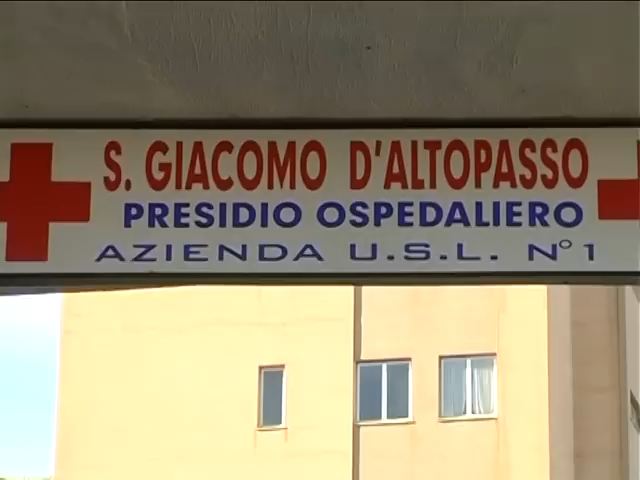 S. GIACOMO D'ALTOPASSO
PRESIDIO OSPEDALIERO
AZIENDA U.S.L. N° 1